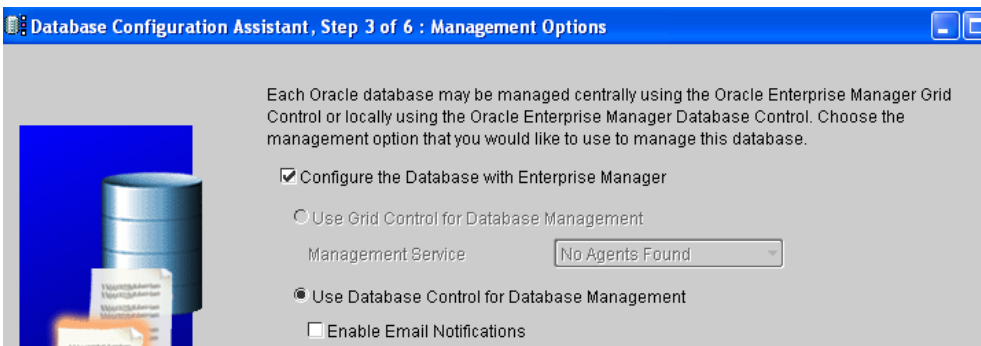 Database Configuration Assistant, Step 3 of 6 : Management Options
Each Oracle database may be managed centrally using the Oracle Enterprise Manager Grid
Control or locally using the Oracle Enterprise Manager Database Control. Choose the
management option that you would like to use to manage this database.
Configure the Database with Enterprise Manager
Use Grid Control for Database Management
Management Service No Agents Found
Use Database Control for Database Management
Enable Email Notifications